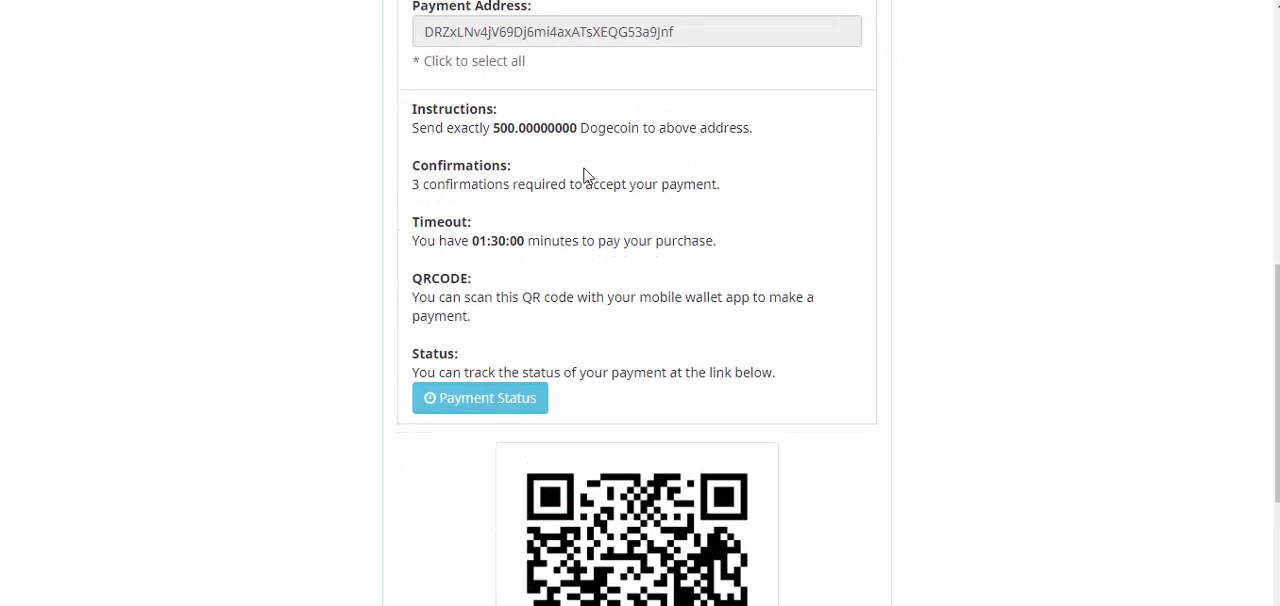 Payment Address:
DRZxLNv4jV69Dj6mi4axATsXEQG53a9Jnf
* Click to select all
Instructions:
Send exactly 500.00000000 Dogecoin to above address.
Confirmations:
3 confirmations required to accept your payment.
Timeout:
You have 01:30:00 minutes to pay your purchase.
QRCODE:
You can scan this QR code with your mobile wallet app to make a
payment.
Status:
You can track the status of your payment at the link below.
Payment Status